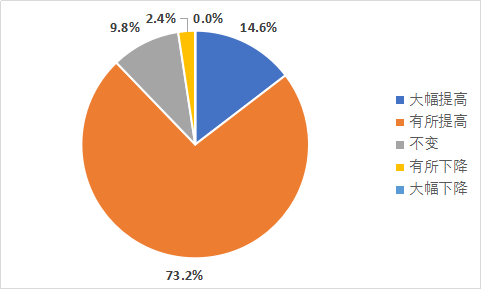 2.4%
0.0%
9.8%
14.6%
大幅提高
有所提高
不变
有所下降
大幅下降
73.2%